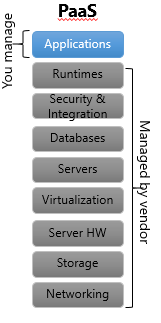 PaaS
You manage
Applications
Runtimes
Security &
Integration
Databases
Servers
Virtualization
Server HW
Storage
Networking
Managed by vendor